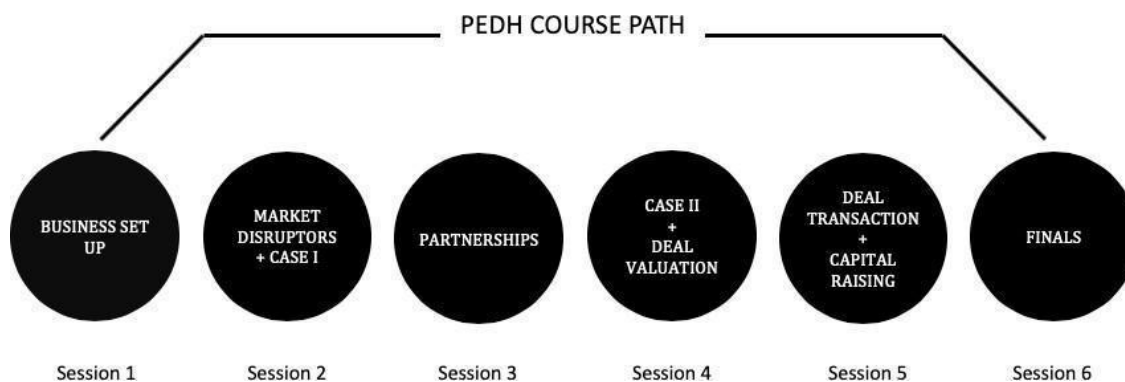 PEDH COURSE PATH
BUSINESS SET
UP
MARKET
DISRUPTORS
+ CASE I
PARTNERSHIPS
CASE II
+
DEAL
VALUATION
DEAL
TRANSACTION
+
CAPITAL
RAISING
FINALS
Session 1
Session 2
Session 3
Session 4
Session 5
Session 6